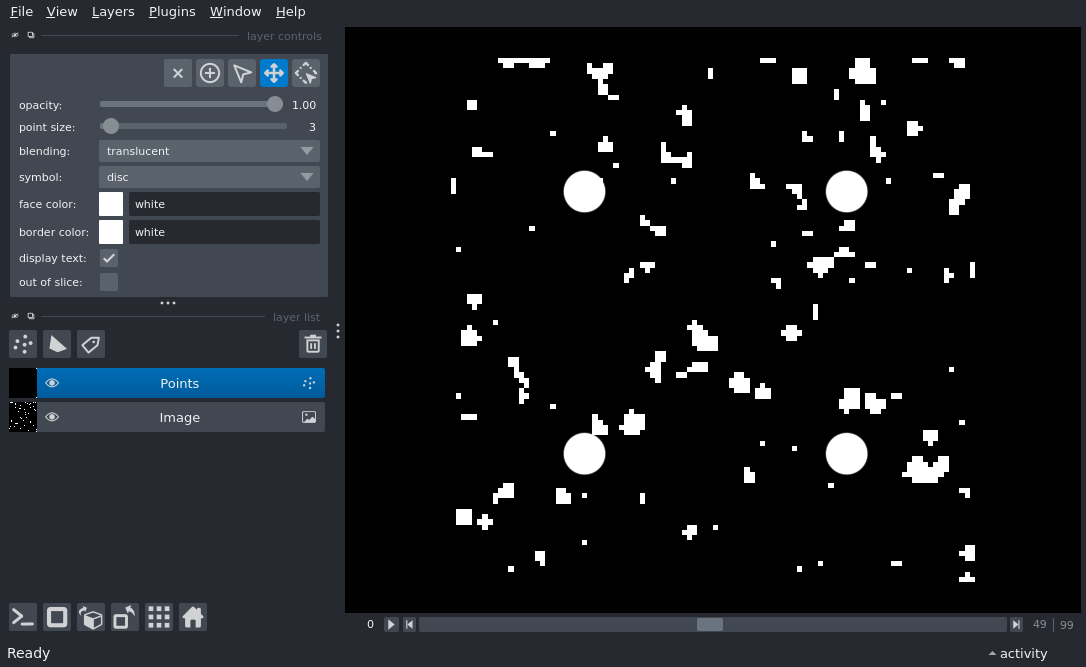 File View Layers Plugins Window Help
layer controls
opacity: 1.00
point size: 3
blending: translucent
symbol: disc
face color: white
border color: white
display text:
out of slice:
layer list
Points
Image
0 49 99
Ready activity